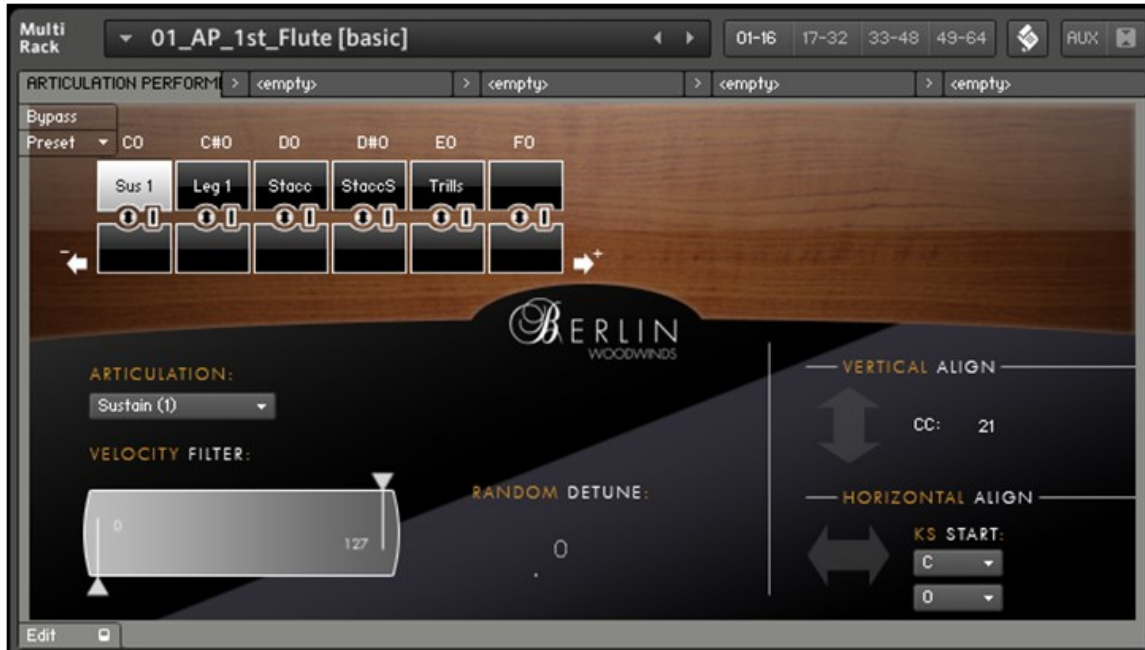 Multi Rack
01_AP_1st_Flute [basic]
01-16 17-32 33-48 49-64 AUX
ARTICULATION PERFORM > <empty> > <empty> > <empty> > <empty>
Bypass
Preset C0 C#0 D0 D#0 E0 F0
Sus 1 Leg 1 Stacc StaccS Trills
- +
BERLIN
WOODWINDS
ARTICULATION:
Sustain (1)
VELOCITY FILTER:
0
127
RANDOM DETUNE:
0
VERTICAL ALIGN
CC: 21
HORIZONTAL ALIGN
KS START:
C
0
Edit